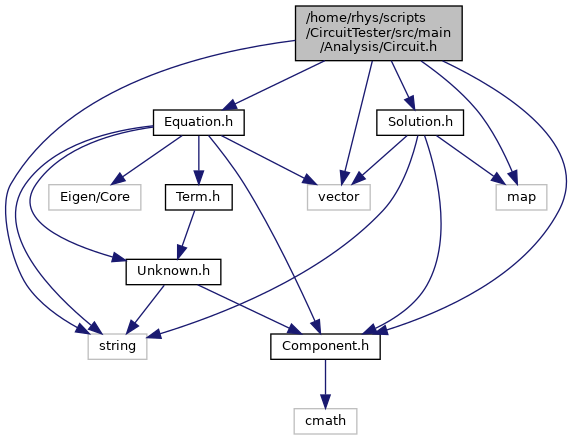 /home/rhys/scripts
/CircuitTester/src/main
/Analysis/Circuit.h
Equation.h
Solution.h
Eigen/Core
Term.h
vector
map
Unknown.h
string
Component.h
cmath